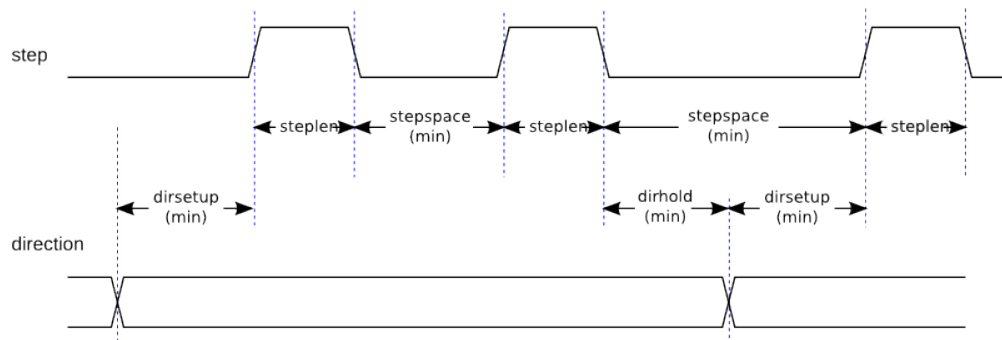 step
steplen
stepspace
(min)
steplen
stepspace
(min)
steplen
dirsetup
(min)
dirhold
(min)
dirsetup
(min)
direction